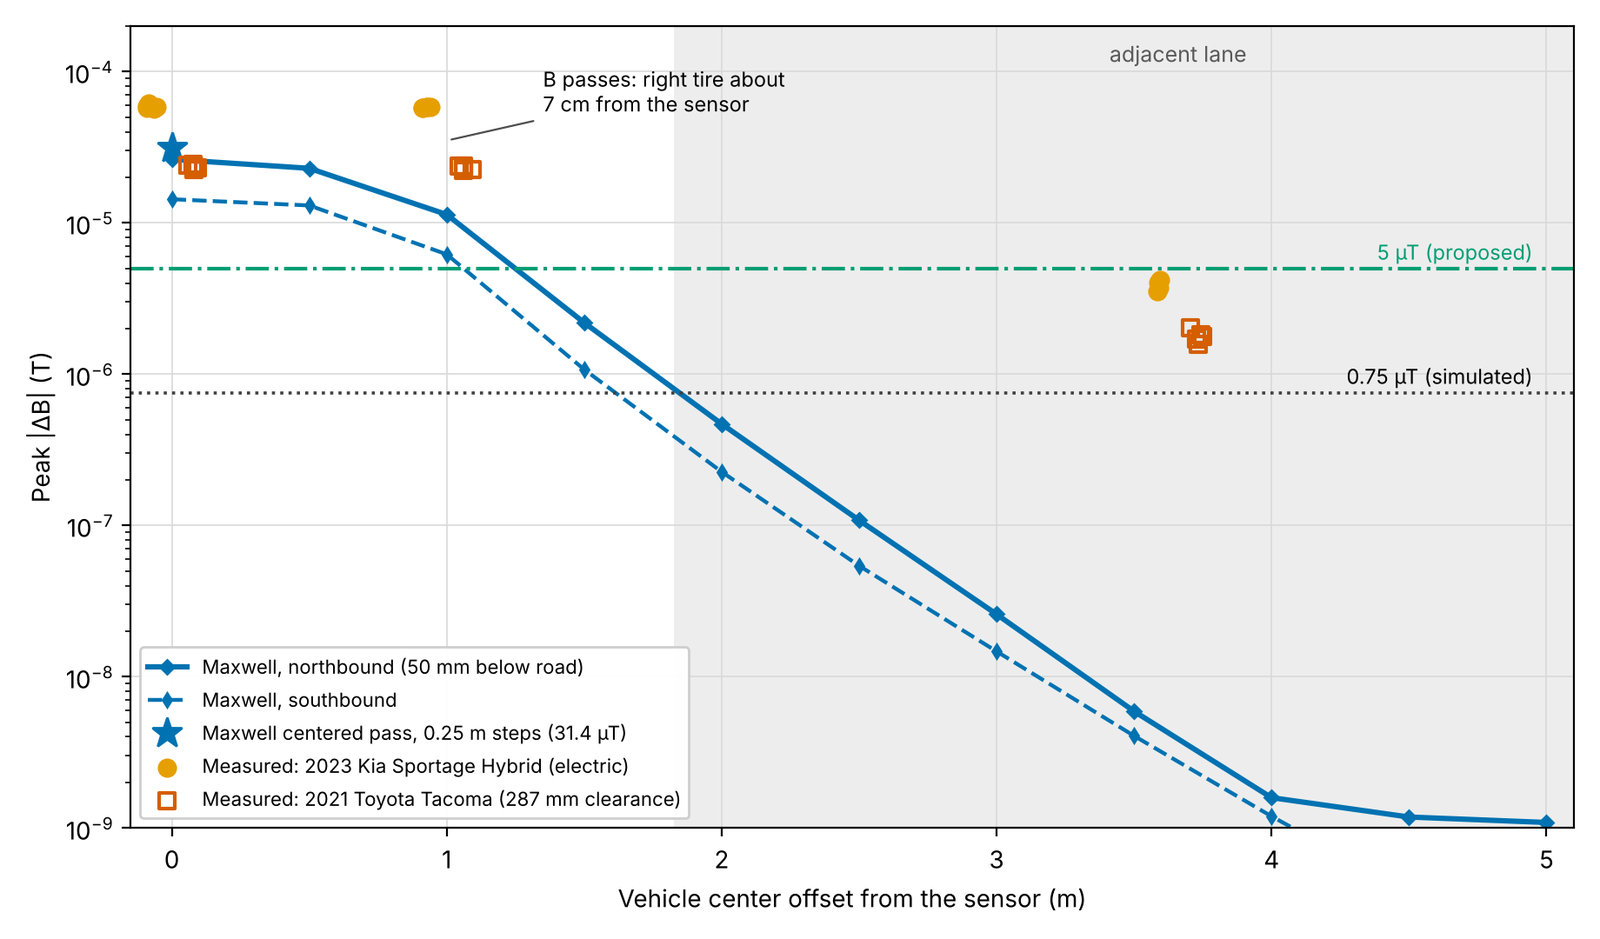 adjacent lane
B passes: right tire about
7 cm from the sensor
5 µT (proposed)
0.75 µT (simulated)
Peak |ΔB| (T)
10⁻⁴
10⁻⁵
10⁻⁶
10⁻⁷
10⁻⁸
10⁻⁹
Maxwell, northbound (50 mm below road)
Maxwell, southbound
Maxwell centered pass, 0.25 m steps (31.4 µT)
Measured: 2023 Kia Sportage Hybrid (electric)
Measured: 2021 Toyota Tacoma (287 mm clearance)
0 1 2 3 4 5
Vehicle center offset from the sensor (m)